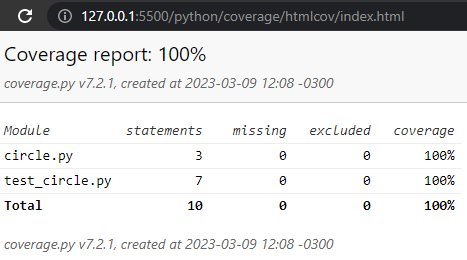 127.0.0.1:5500/python/coverage/htmlcov/index.html
Coverage report: 100%
coverage.py v7.2.1, created at 2023-03-09 12:08 -0300
Module statements missing excluded coverage
circle.py 3 0 0 100%
test_circle.py 7 0 0 100%
Total 10 0 0 100%
coverage.py v7.2.1, created at 2023-03-09 12:08 -0300